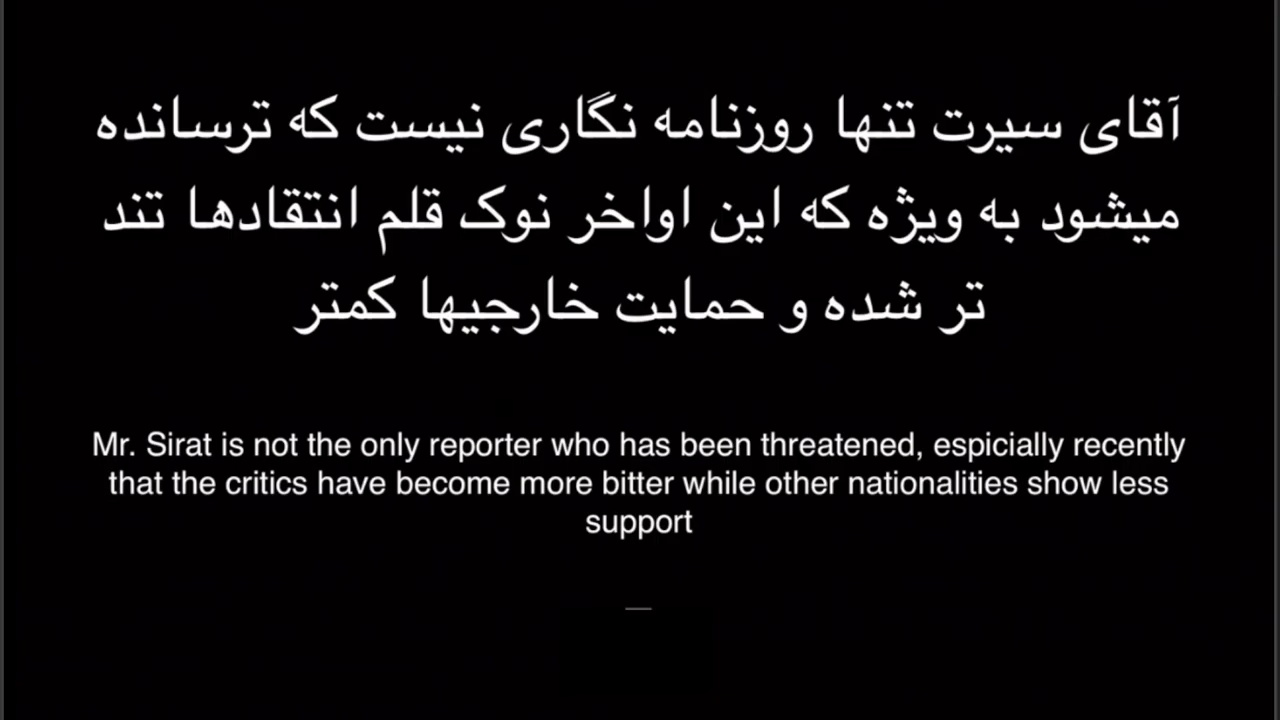 آقای سیرت تنها روزنامه نگاری نیست که ترسانده
میشود به ویژه که این اواخر نوک قلم انتقادها تند
تر شده و حمایت خارجیها کمتر
Mr. Sirat is not the only reporter who has been threatened, espicially recently
that the critics have become more bitter while other nationalities show less
support